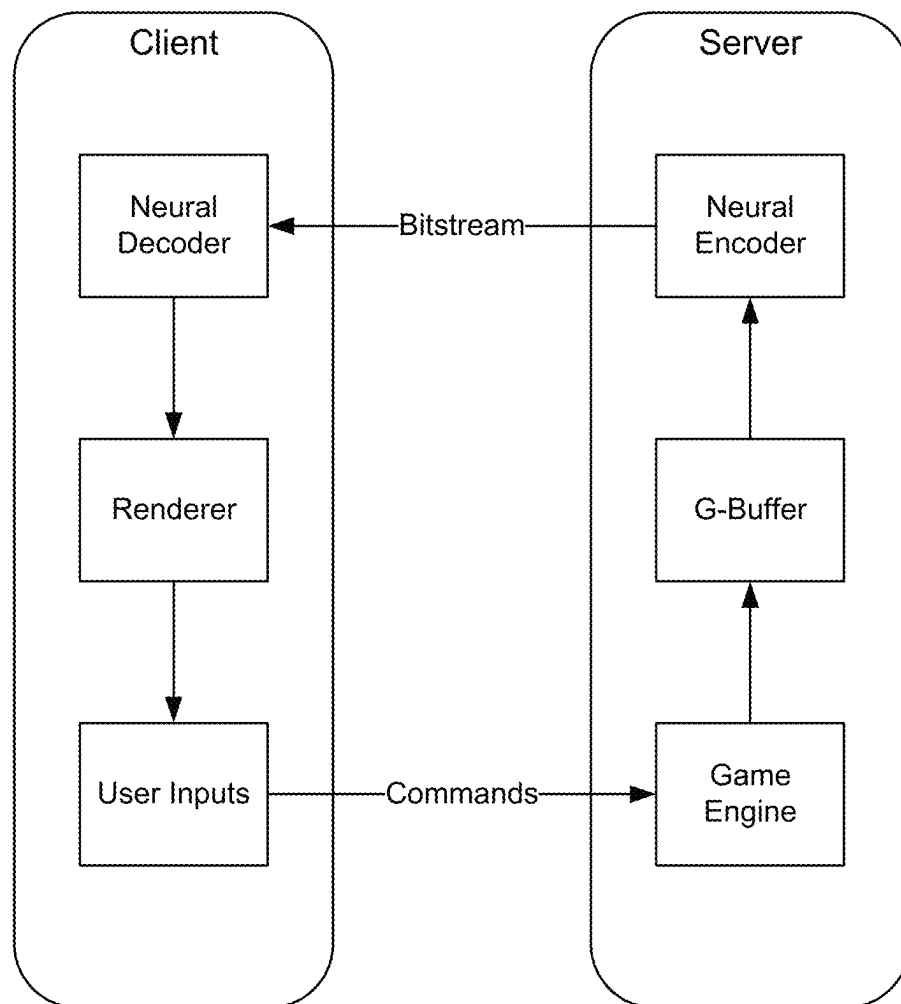 Client
Server
Neural
Decoder
Bitstream
Neural
Encoder
Renderer
G-Buffer
User Inputs
Commands
Game
Engine